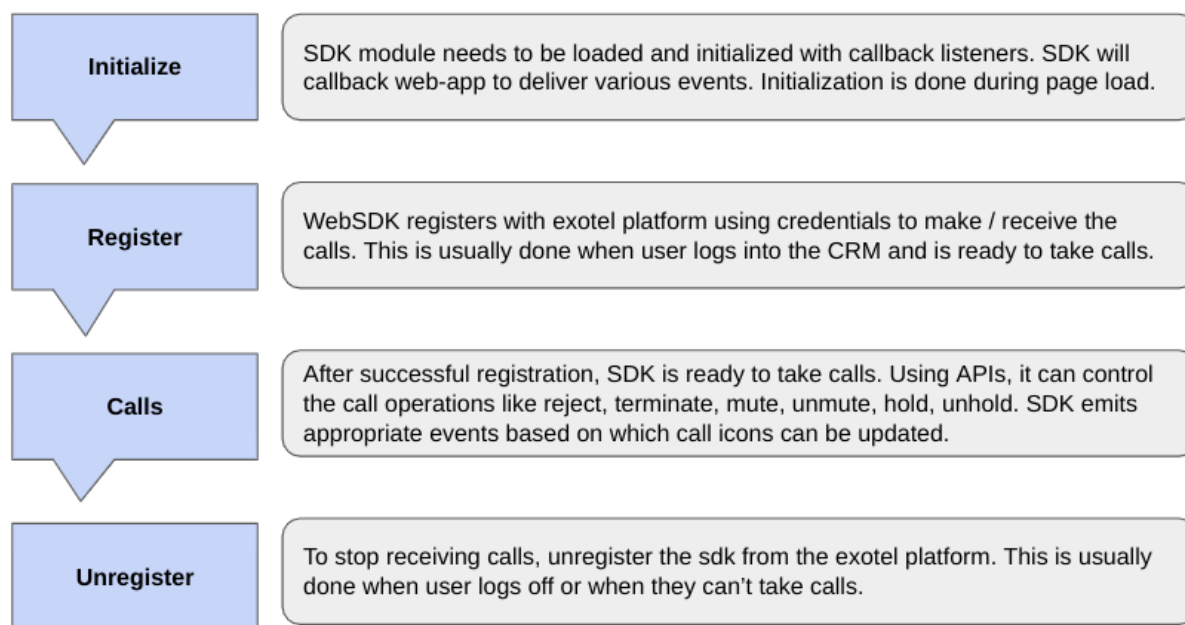 Initialize
SDK module needs to be loaded and initialized with callback listeners. SDK will
callback web-app to deliver various events. Initialization is done during page load.
Register
WebSDK registers with exotel platform using credentials to make / receive the
calls. This is usually done when user logs into the CRM and is ready to take calls.
Calls
After successful registration, SDK is ready to take calls. Using APIs, it can control
the call operations like reject, terminate, mute, unmute, hold, unhold. SDK emits
appropriate events based on which call icons can be updated.
Unregister
To stop receiving calls, unregister the sdk from the exotel platform. This is usually
done when user logs off or when they can’t take calls.